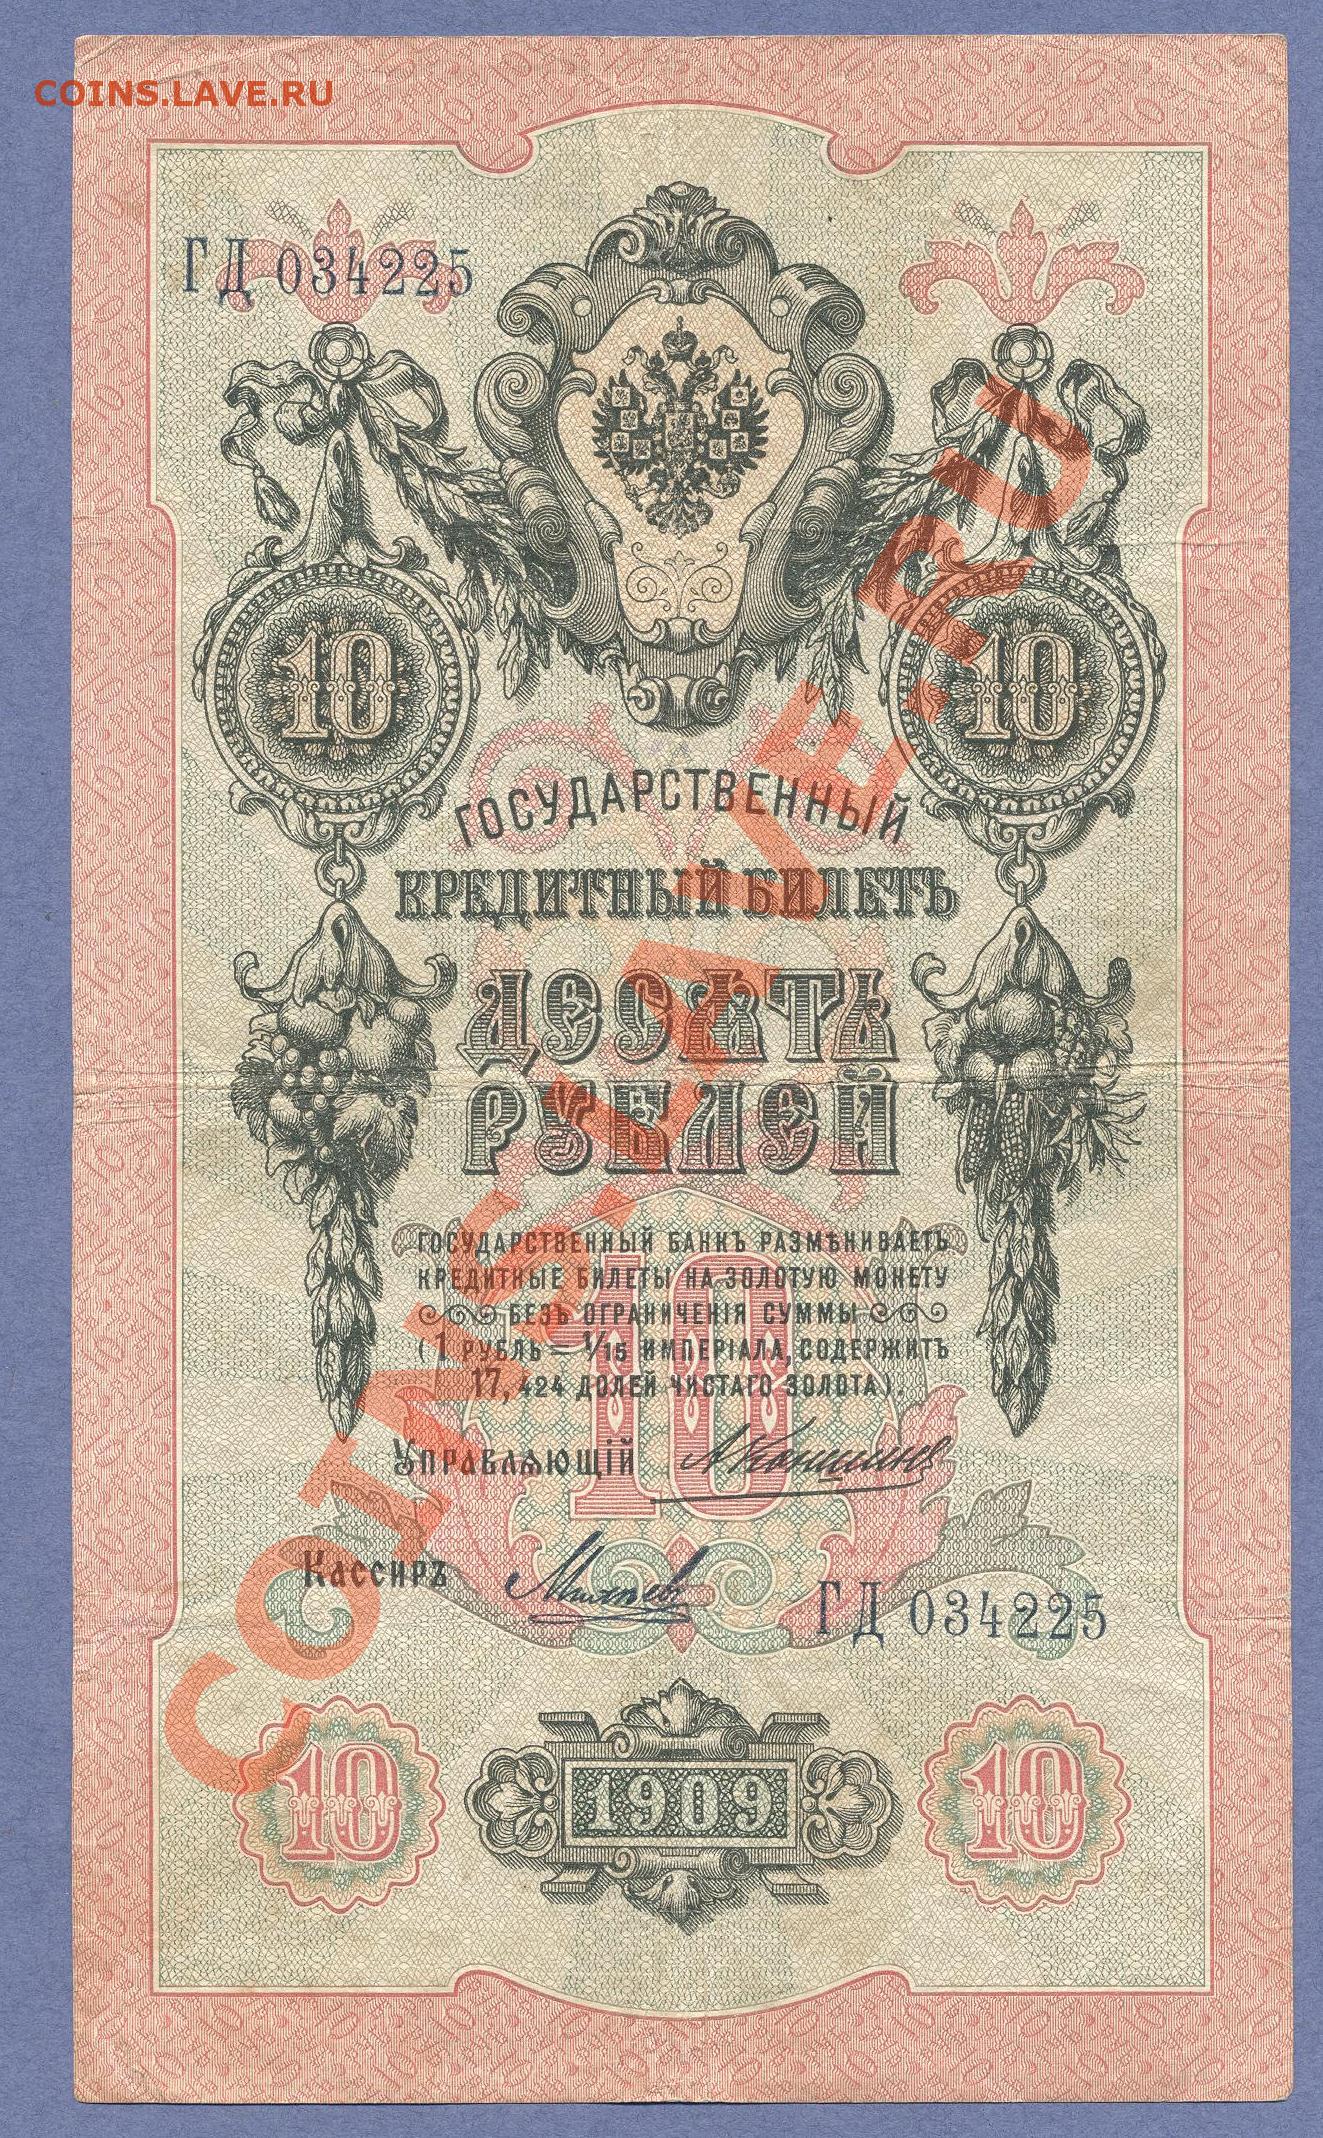 COINS.LAVE.RU
ГД 034225
10 10
ГОСУДАРСТВЕННЫЙ
КРЕДИТНЫЙ БИЛЕТЪ
ДЕСѦТЬ
РУБЛЕЙ
ГОСУДАРСТВЕННЫЙ БАНКЪ РАЗМѢНИВАЕТЪ
КРЕДИТНЫЕ БИЛЕТЫ НА ЗОЛОТУЮ МОНЕТУ
БЕЗЪ ОГРАНИЧЕНІЯ СУММЫ
(1 РУБЛЬ = 1/15 ИМПЕРІАЛА, СОДЕРЖИТЪ
17,424 ДОЛЕЙ ЧИСТАГО ЗОЛОТА).
10
УПРАВЛѦЮЩІЙ
КАССИРЪ
ГД 034225
10 1909 10
COINS.LAVE.RU